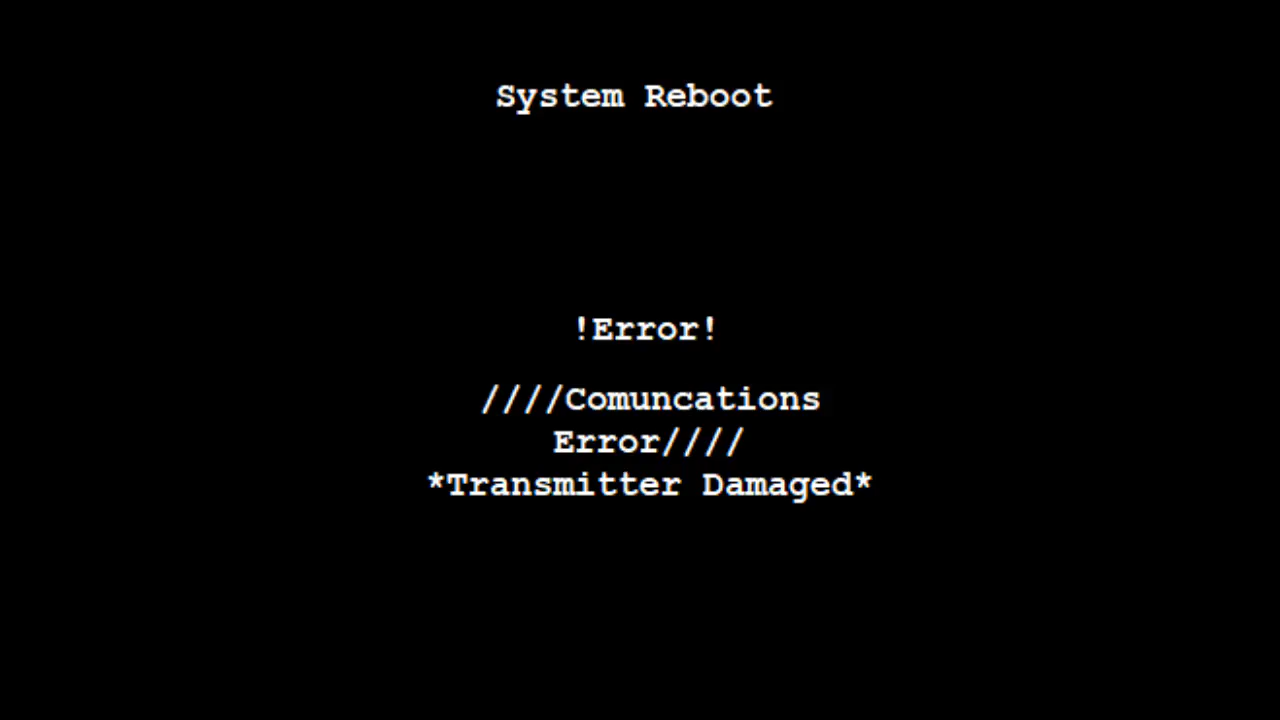 System Reboot
!Error!
////Comuncations
Error////
*Transmitter Damaged*